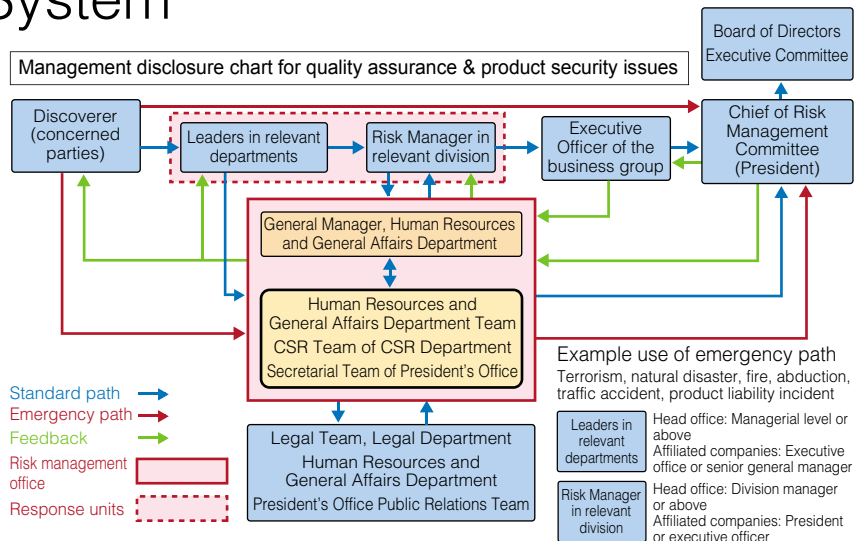 System
Board of Directors
Executive Committee
Management disclosure chart for quality assurance & product security issues
Discoverer
(concerned
parties)
Leaders in relevant
departments
Risk Manager in
relevant division
Executive
Officer of the
business group
Chief of Risk
Management
Committee
(President)
General Manager, Human Resources
and General Affairs Department
Human Resources and
General Affairs Department Team
CSR Team of CSR Department
Secretarial Team of President's Office
Legal Team, Legal Department
Human Resources and
General Affairs Department
President's Office Public Relations Team
Standard path
Emergency path
Feedback
Risk management
office
Response units
Example use of emergency path
Terrorism, natural disaster, fire, abduction,
traffic accident, product liability incident
Leaders in
relevant
departments
Head office: Managerial level or
above
Affiliated companies: Executive
office or senior general manager
Risk Manager
in relevant
division
Head office: Division manager
or above
Affiliated companies: President
or executive officer